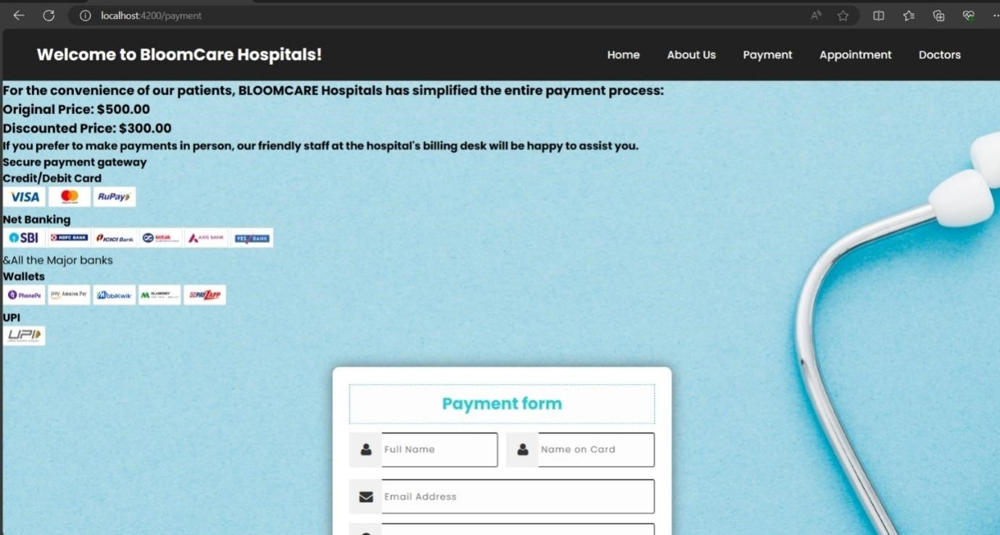 localhost:4200/payment
Welcome to BloomCare Hospitals! Home About Us Payment Appointment Doctors
For the convenience of our patients, BLOOMCARE Hospitals has simplified the entire payment process:
Original Price: $500.00
Discounted Price: $300.00
If you prefer to make payments in person, our friendly staff at the hospital's billing desk will be happy to assist you.
Secure payment gateway
Credit/Debit Card
VISA RuPay
Net Banking
SBI HDFC BANK ICICI Bank kotak AXIS BANK YES BANK
&All the Major banks
Wallets
PhonePe pay Amazon Pay MobiKwik PAYZAPP
UPI
UPI
Payment form
Full Name Name on Card
Email Address